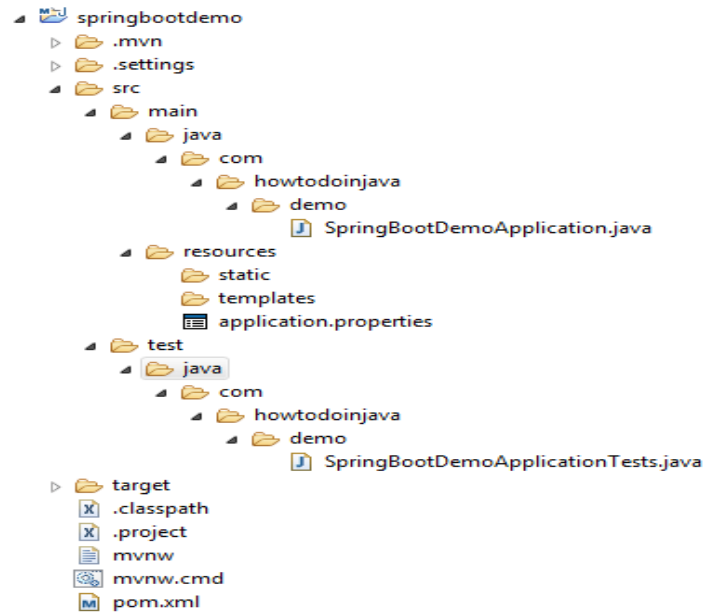 springbootdemo
.mvn
.settings
src
main
java
com
howtodoinjava
demo
SpringBootDemoApplication.java
resources
static
templates
application.properties
test
java
com
howtodoinjava
demo
SpringBootDemoApplicationTests.java
target
.classpath
.project
mvnw
mvnw.cmd
pom.xml